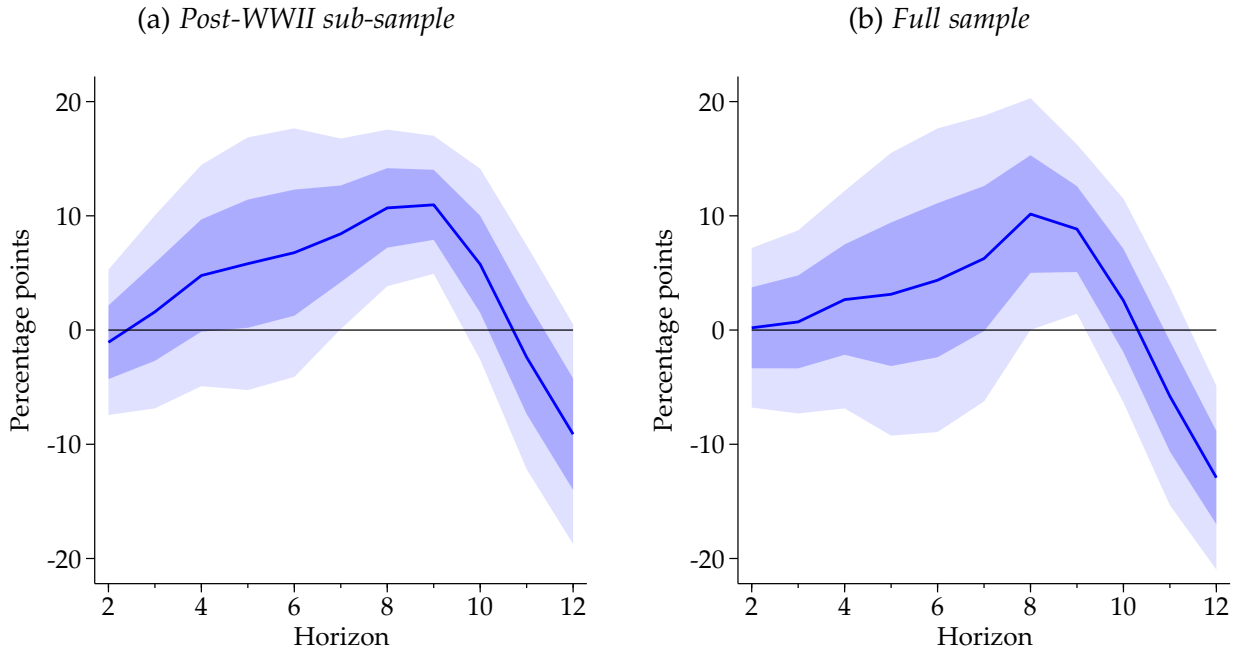 (a) Post-WWII sub-sample
Percentage points
20
10
0
-10
-20
2 4 6 8 10 12
Horizon
(b) Full sample
Percentage points
20
10
0
-10
-20
2 4 6 8 10 12
Horizon